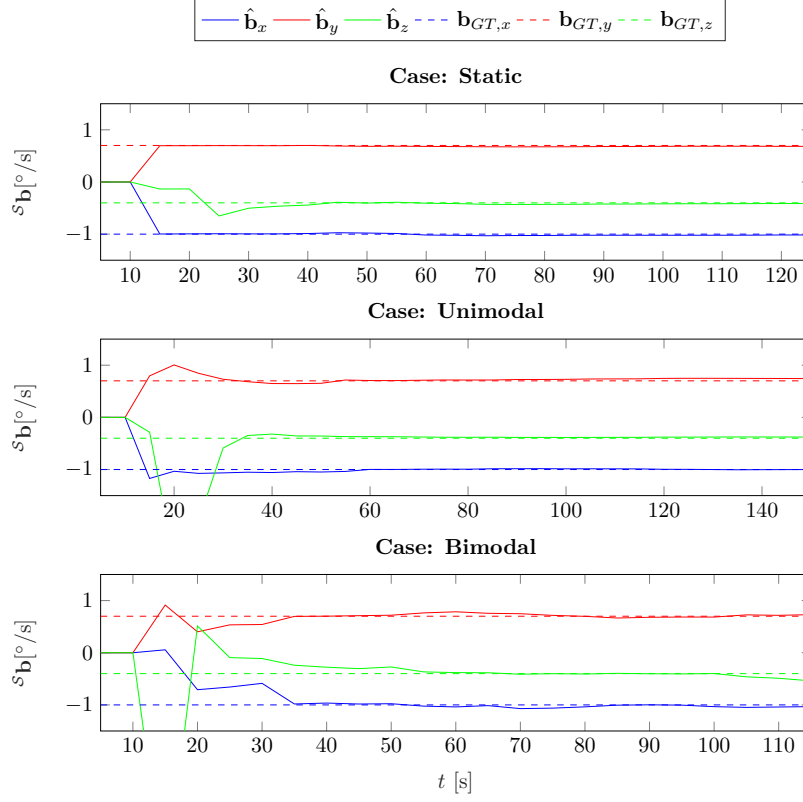 b̂x b̂y b̂z bGT,x bGT,y bGT,z
Case: Static
1
0
−1
sb[°/s]
10 20 30 40 50 60 70 80 90 100 110 120
Case: Unimodal
1
0
−1
sb[°/s]
20 40 60 80 100 120 140
Case: Bimodal
1
0
−1
sb[°/s]
10 20 30 40 50 60 70 80 90 100 110
t [s]